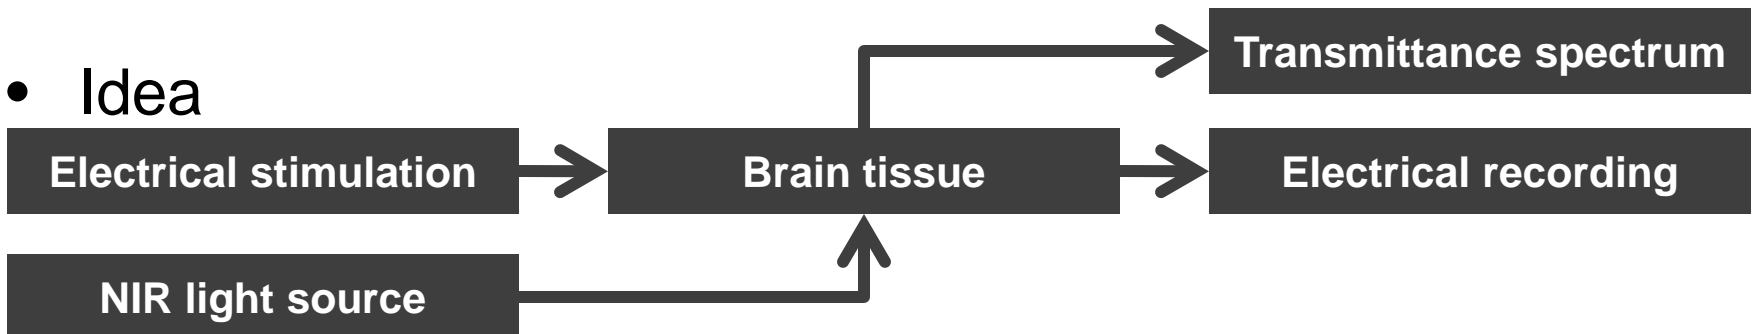 Transmittance spectrum
• Idea
Electrical stimulation
Brain tissue
Electrical recording
NIR light source